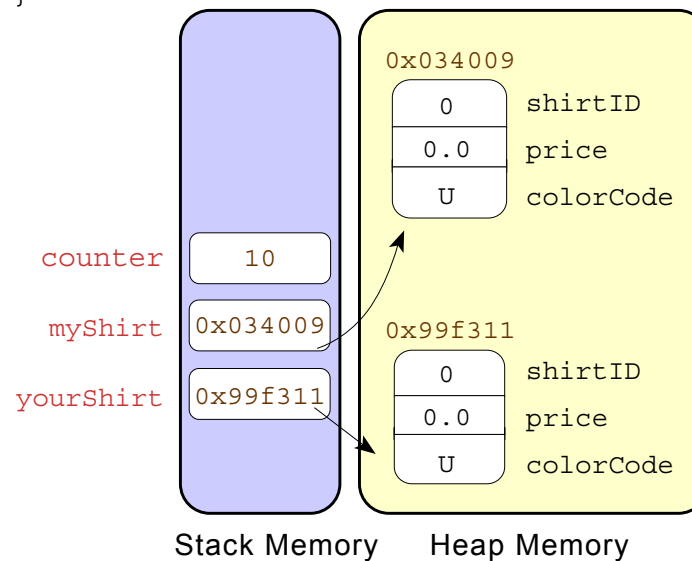 }
0x034009
0 shirtID
0.0 price
U colorCode
counter 10
myShirt 0x034009
0x99f311
0 shirtID
yourShirt 0x99f311
0.0 price
U colorCode
Stack Memory Heap Memory